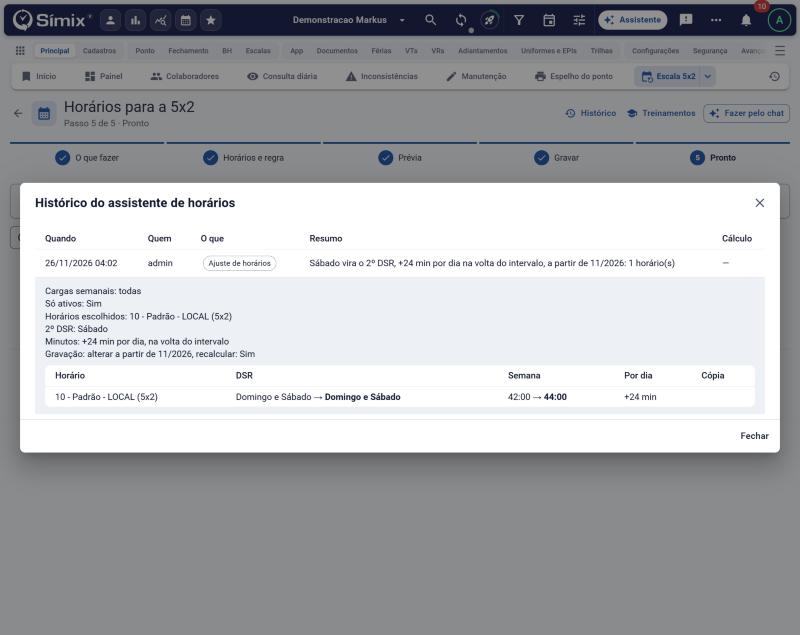 Símix
Demonstracao Markus
Assistente
10
A
Principal
Cadastros
Ponto
Fechamento
BH
Escalas
App
Documentos
Férias
VTs
VRs
Adiantamentos
Uniformes e EPIs
Trilhas
Configurações
Segurança
Início
Painel
Colaboradores
Consulta diária
Inconsistências
Manutenção
Espelho do ponto
Escala 5x2
Horários para a 5x2
Passo 5 de 5 · Pronto
Histórico
Treinamentos
Fazer pelo chat
O que fazer
Horários e regra
Prévia
Gravar
5 Pronto
Histórico do assistente de horários
Quando Quem O que Resumo Cálculo
26/11/2026 04:02 admin Ajuste de horários Sábado vira o 2º DSR, +24 min por dia na volta do intervalo, a partir de 11/2026: 1 horário(s) —
Cargas semanais: todas
Só ativos: Sim
Horários escolhidos: 10 - Padrão - LOCAL (5x2)
2º DSR: Sábado
Minutos: +24 min por dia, na volta do intervalo
Gravação: alterar a partir de 11/2026, recalcular: Sim
Horário DSR Semana Por dia Cópia
10 - Padrão - LOCAL (5x2) Domingo e Sábado → Domingo e Sábado 42:00 → 44:00 +24 min
Fechar